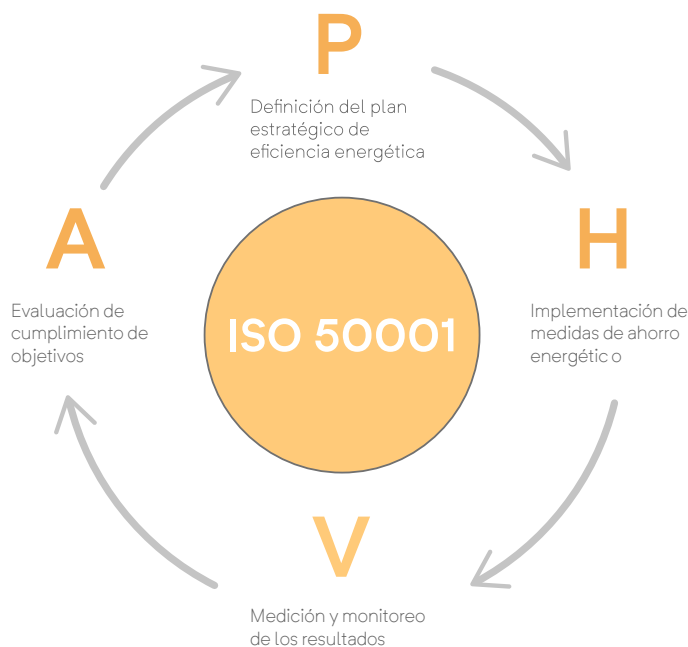 P
Definición del plan
estratégico de
eficiencia energética
A
Evaluación de
cumplimiento de
objetivos
ISO 50001
H
Implementación de
medidas de ahorro
energétic o
V
Medición y monitoreo
de los resultados